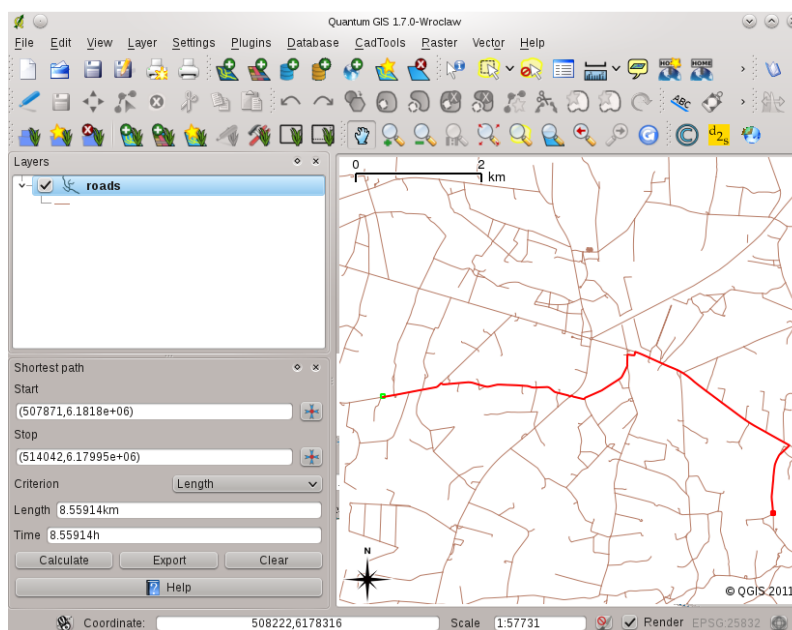 Quantum GIS 1.7.0-Wroclaw
File Edit View Layer Settings Plugins Database CadTools Raster Vector Help
ABC
d2s
Layers
roads
Shortest path
Start
(507871,6.1818e+06)
Stop
(514042,6.17995e+06)
Criterion Length
Length 8.55914km
Time 8.55914h
Calculate Export Clear
Help
0 2
km
N
© QGIS 2011
Coordinate: 508222,6178316 Scale 1:57731 Render EPSG:25832